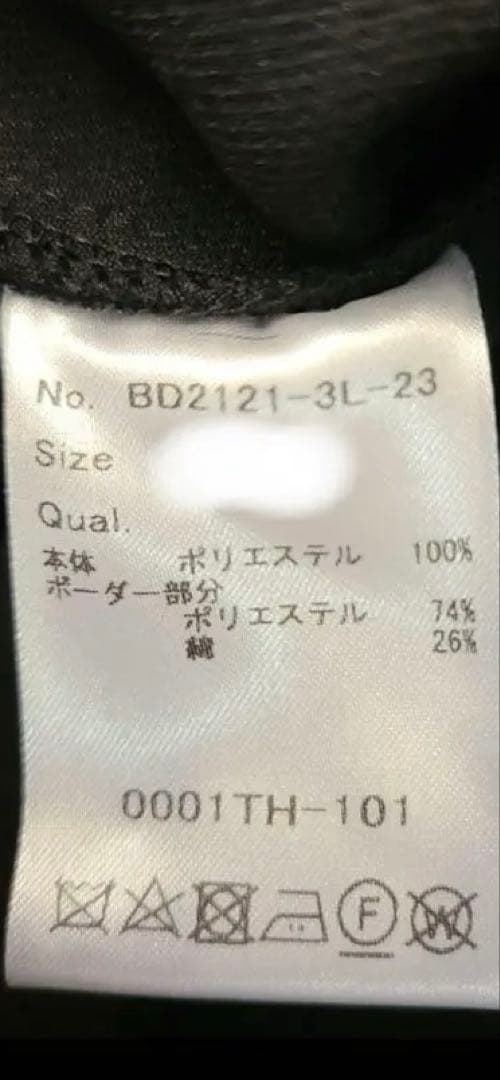 No. BD2121-3L-23
Size
Qual.
本体 ポリエステル 100%
ボーダー部分
ポリエステル 74%
綿 26%
0001TH-101
F W